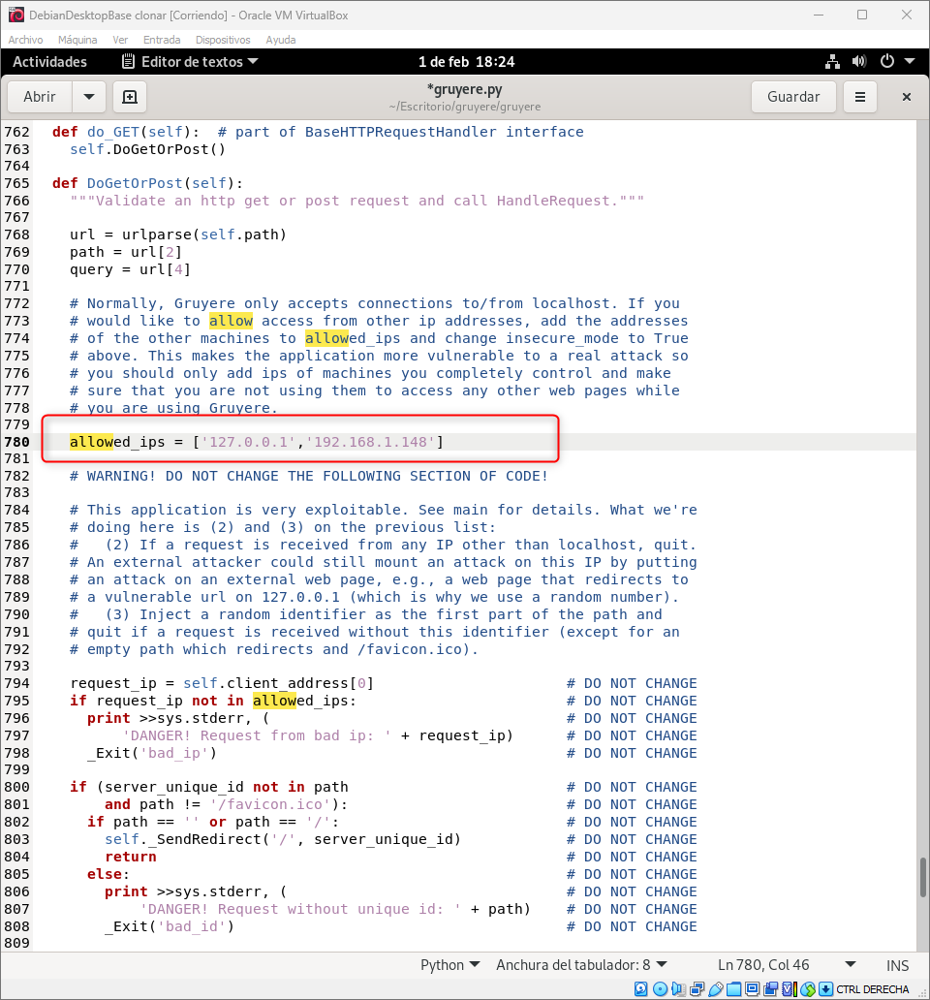 DebianDesktopBase clonar [Corriendo] - Oracle VM VirtualBox
Archivo Máquina Ver Entrada Dispositivos Ayuda
Actividades Editor de textos 1 de feb 18:24
Abrir *gruyere.py Guardar
~/Escritorio/gruyere/gruyere
762   def do_GET(self):  # part of BaseHTTPRequestHandler interface
763     self.DoGetOrPost()
764
765   def DoGetOrPost(self):
766     """Validate an http get or post request and call HandleRequest."""
767
768     url = urlparse(self.path)
769     path = url[2]
770     query = url[4]
771
772     # Normally, Gruyere only accepts connections to/from localhost. If you
773     # would like to allow access from other ip addresses, add the addresses
774     # of the other machines to allowed_ips and change insecure_mode to True
775     # above. This makes the application more vulnerable to a real attack so
776     # you should only add ips of machines you completely control and make
777     # sure that you are not using them to access any other web pages while
778     # you are using Gruyere.
779
780     allowed_ips = ['127.0.0.1','192.168.1.148']
781
782     # WARNING! DO NOT CHANGE THE FOLLOWING SECTION OF CODE!
783
784     # This application is very exploitable. See main for details. What we're
785     # doing here is (2) and (3) on the previous list:
786     #   (2) If a request is received from any IP other than localhost, quit.
787     # An external attacker could still mount an attack on this IP by putting
788     # an attack on an external web page, e.g., a web page that redirects to
789     # a vulnerable url on 127.0.0.1 (which is why we use a random number).
790     #   (3) Inject a random identifier as the first part of the path and
791     # quit if a request is received without this identifier (except for an
792     # empty path which redirects and /favicon.ico).
793
794     request_ip = self.client_address[0]                      # DO NOT CHANGE
795     if request_ip not in allowed_ips:                        # DO NOT CHANGE
796       print >>sys.stderr, (                                  # DO NOT CHANGE
797           'DANGER! Request from bad ip: ' + request_ip)      # DO NOT CHANGE
798       _Exit('bad_ip')                                        # DO NOT CHANGE
799
800     if (server_unique_id not in path                         # DO NOT CHANGE
801         and path != '/favicon.ico'):                         # DO NOT CHANGE
802       if path == '' or path == '/':                          # DO NOT CHANGE
803         self._SendRedirect('/', server_unique_id)            # DO NOT CHANGE
804         return                                               # DO NOT CHANGE
805       else:                                                  # DO NOT CHANGE
806         print >>sys.stderr, (                                # DO NOT CHANGE
807             'DANGER! Request without unique id: ' + path)    # DO NOT CHANGE
808         _Exit('bad_id')                                      # DO NOT CHANGE
809
Python Anchura del tabulador: 8 Ln 780, Col 46 INS
CTRL DERECHA